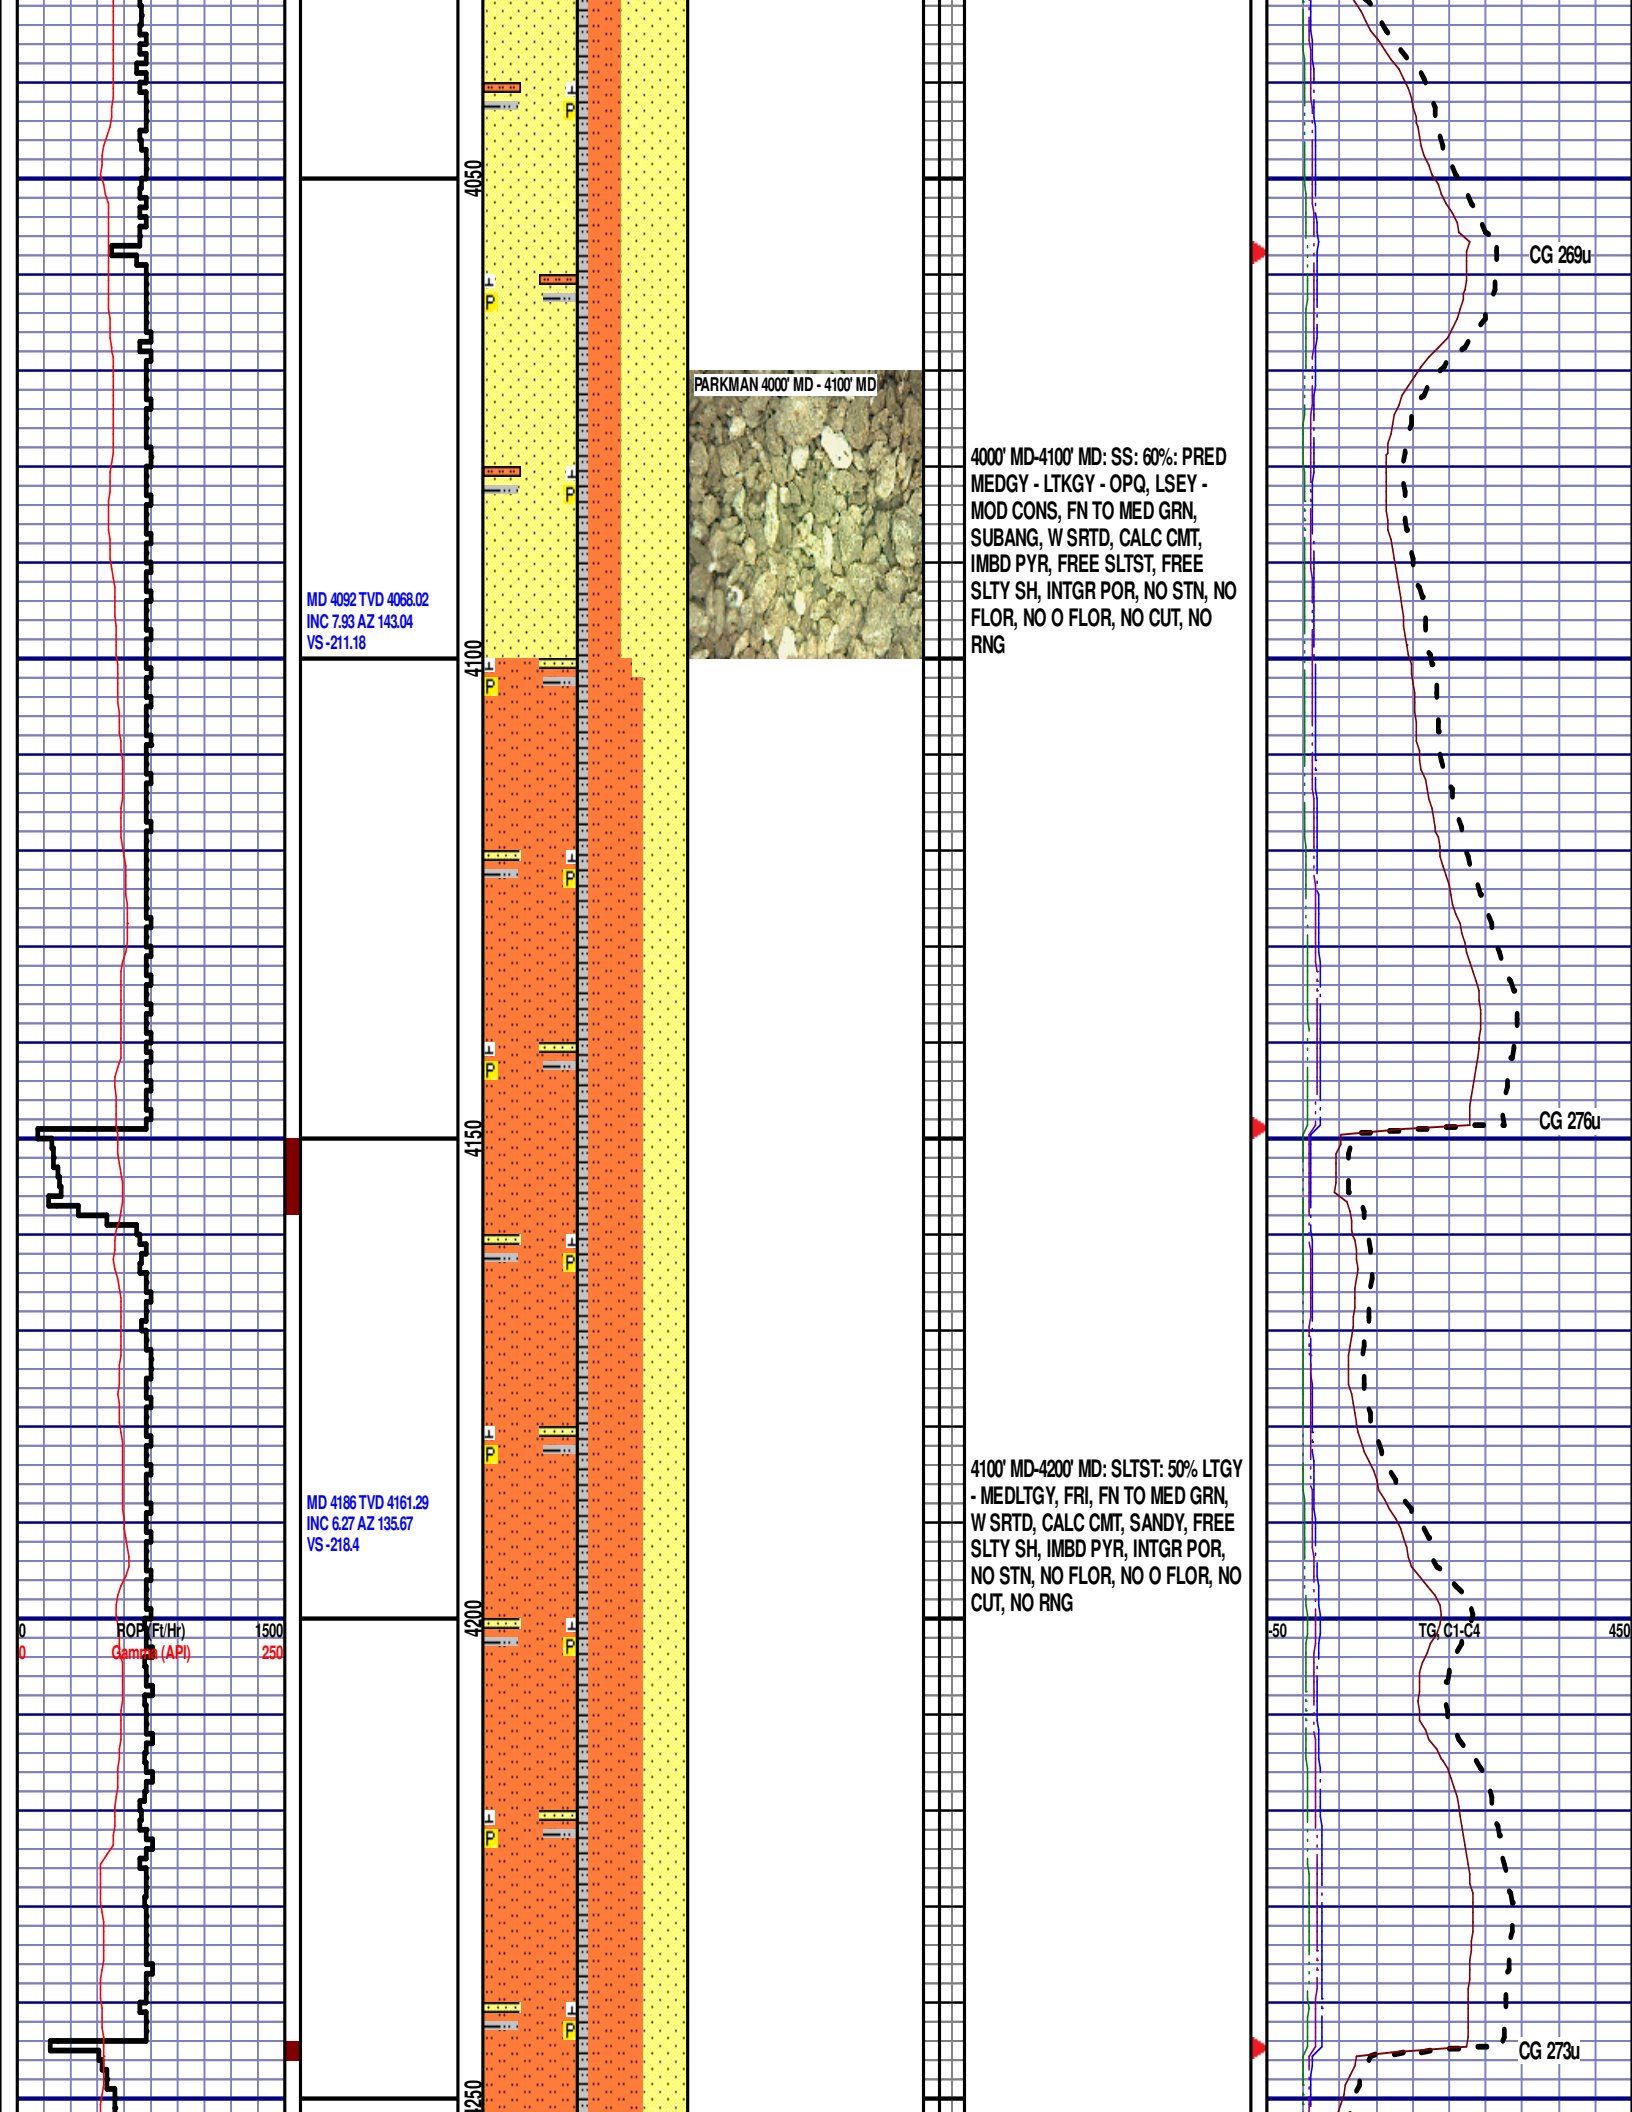 4050
CG 269u
PARKMAN 4000' MD - 4100' MD
4000' MD-4100' MD: SS: 60%: PRED
MEDGY - LTKGY - OPQ, LSEY -
MOD CONS, FN TO MED GRN,
SUBANG, W SRTD, CALC CMT,
IMBD PYR, FREE SLTST, FREE
SLTY SH, INTGR POR, NO STN, NO
FLOR, NO O FLOR, NO CUT, NO
RNG
MD 4092 TVD 4068.02
INC 7.93 AZ 143.04
VS -211.18
4100
CG 276u
4150
4100' MD-4200' MD: SLTST: 50% LTGY
- MEDLTGY, FRI, FN TO MED GRN,
W SRTD, CALC CMT, SANDY, FREE
SLTY SH, IMBD PYR, INTGR POR,
NO STN, NO FLOR, NO O FLOR, NO
CUT, NO RNG
MD 4186 TVD 4161.29
INC 6.27 AZ 135.67
VS -218.4
4200
0 ROP (Ft/Hr) 1500
0 Gamma (API) 250
-50 TG, C1-C4 450
CG 273u
4250
P
P
P
P
P
P
P
P
P
P
P